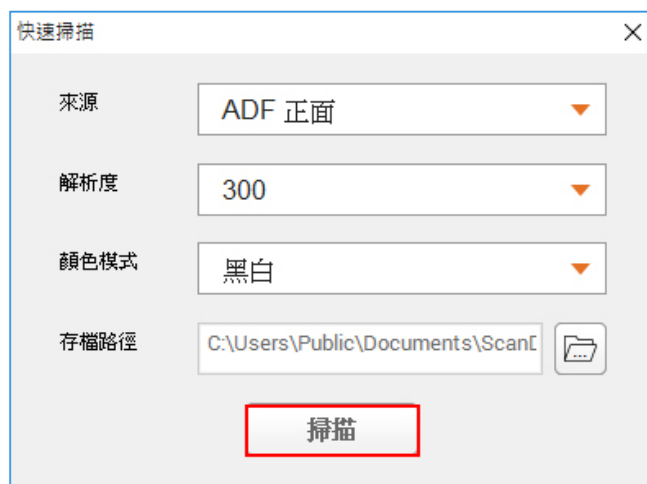 快速掃描
來源
ADF 正面
解析度
300
顏色模式
黑白
存檔路徑
C:\Users\Public\Documents\Scan
掃描